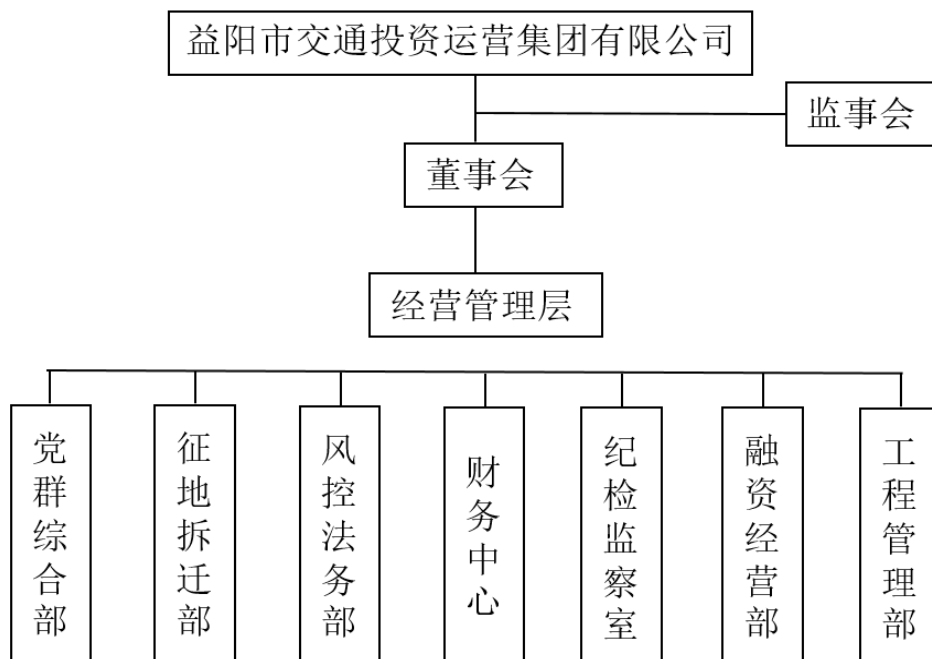 益阳市交通投资运营集团有限公司
监事会
董事会
经营管理层
党群综合部
征地拆迁部
风控法务部
财务中心
纪检监察室
融资经营部
工程管理部